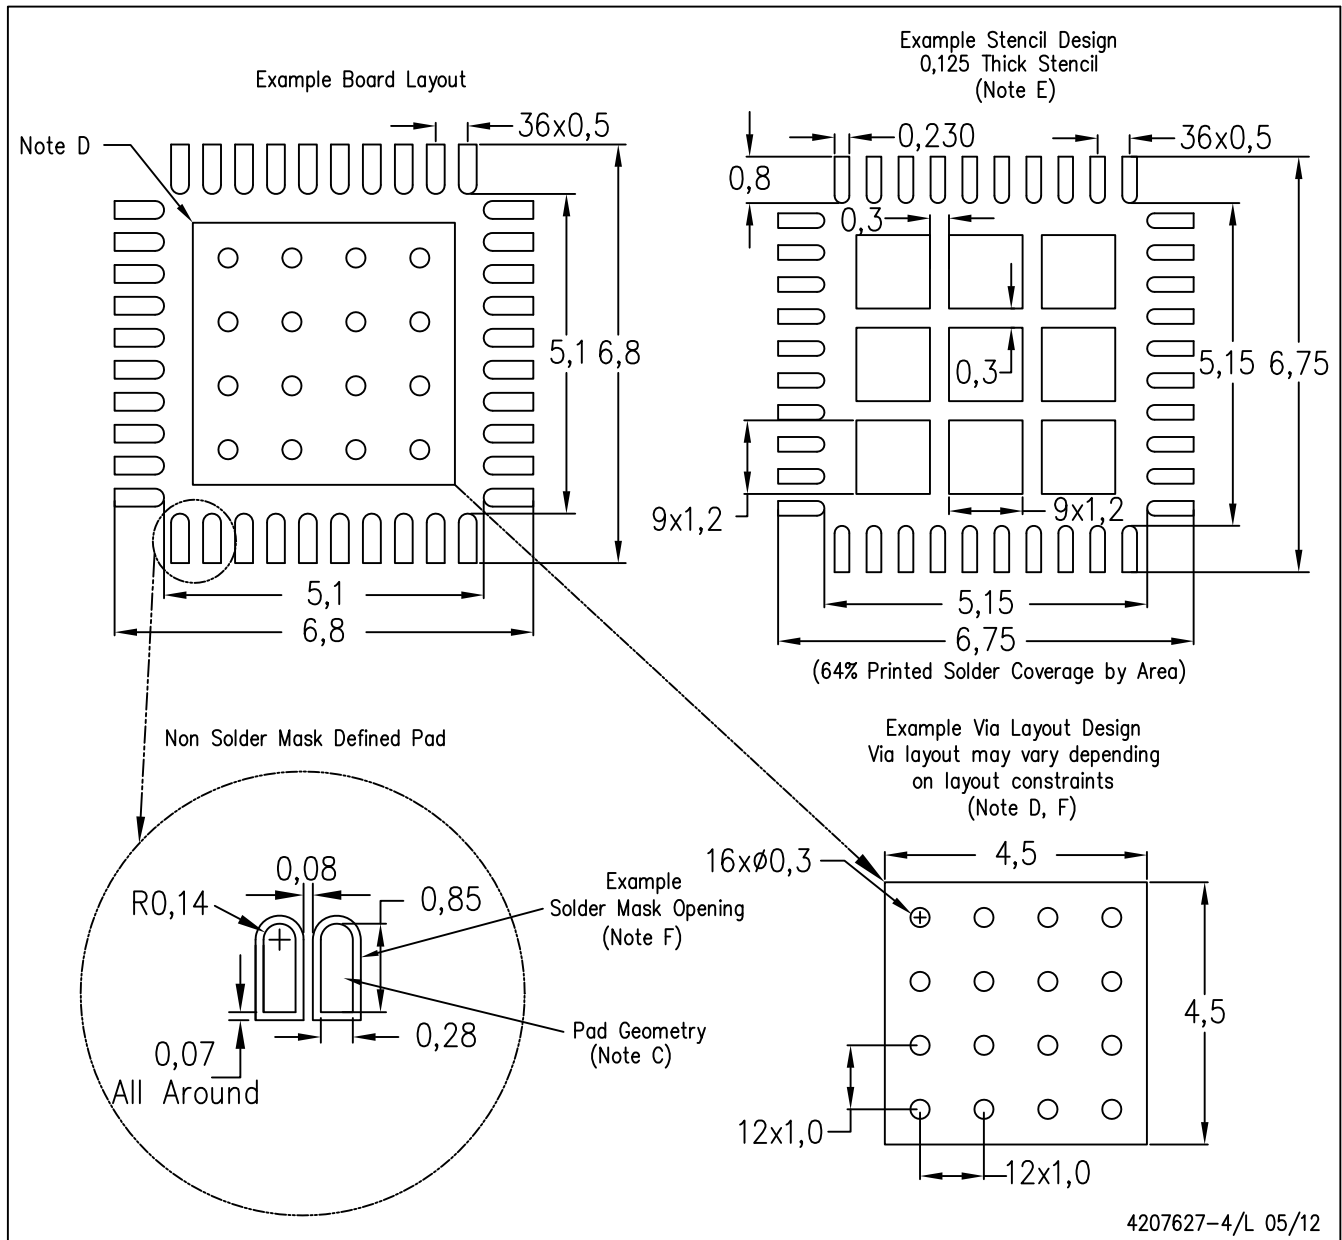 Example Board Layout
Note D
36x0,5
5,1
6,8
5,1
6,8
Example Stencil Design
0,125 Thick Stencil
(Note E)
0,230
36x0,5
0,8
0,3
0,3
5,15
6,75
9x1,2
9x1,2
5,15
6,75
(64% Printed Solder Coverage by Area)
Non Solder Mask Defined Pad
0,08
R0,14
0,85
Example
Solder Mask Opening
(Note F)
0,28
Pad Geometry
(Note C)
0,07
All Around
Example Via Layout Design
Via layout may vary depending
on layout constraints
(Note D, F)
16xø0,3
4,5
4,5
12x1,0
12x1,0
4207627-4/L 05/12